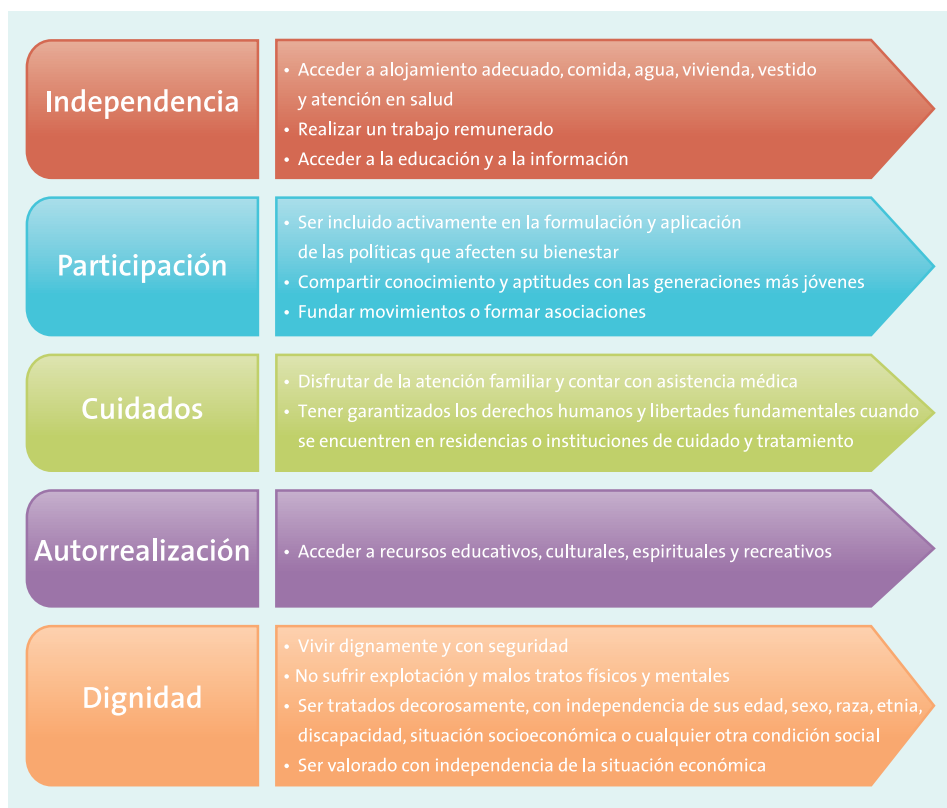 Independencia
• Acceder a alojamiento adecuado, comida, agua, vivienda, vestido
y atención en salud
• Realizar un trabajo remunerado
• Acceder a la educación y a la información
Participación
• Ser incluido activamente en la formulación y aplicación
de las políticas que afecten su bienestar
• Compartir conocimiento y aptitudes con las generaciones más jóvenes
• Fundar movimientos o formar asociaciones
Cuidados
• Disfrutar de la atención familiar y contar con asistencia médica
• Tener garantizados los derechos humanos y libertades fundamentales cuando
se encuentren en residencias o instituciones de cuidado y tratamiento
Autorrealización
• Acceder a recursos educativos, culturales, espirituales y recreativos
Dignidad
• Vivir dignamente y con seguridad
• No sufrir explotación y malos tratos físicos y mentales
• Ser tratados decorosamente, con independencia de sus edad, sexo, raza, etnia,
discapacidad, situación socioeconómica o cualquier otra condición social
• Ser valorado con independencia de la situación económica